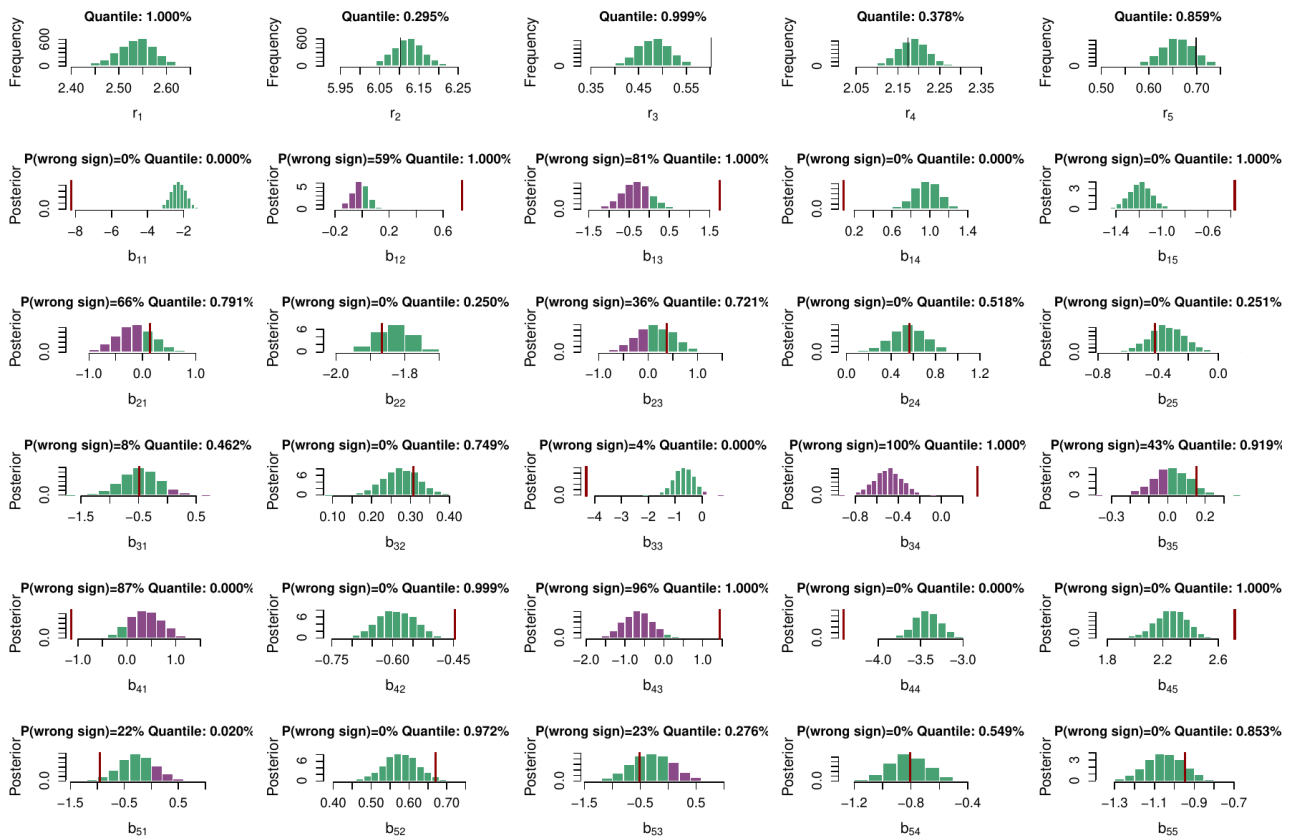 Quantile: 1.000% Quantile: 0.295% Quantile: 0.999% Quantile: 0.378% Quantile: 0.859%
Frequency 0 600 Frequency 0 600 Frequency 0 Frequency 0 Frequency 0
2.40 2.50 2.60 5.95 6.05 6.15 6.25 0.35 0.45 0.55 2.05 2.15 2.25 2.35 0.50 0.60 0.70
r1 r2 r3 r4 r5
P(wrong sign)=0% Quantile: 0.000% P(wrong sign)=59% Quantile: 1.000% P(wrong sign)=81% Quantile: 1.000% P(wrong sign)=0% Quantile: 0.000% P(wrong sign)=0% Quantile: 1.000%
Posterior 0.0 Posterior 0 5 Posterior 0.0 Posterior 0.0 Posterior 0 3
−8 −6 −4 −2 −0.2 0.2 0.6 −1.5 −0.5 0.5 1.5 0.2 0.6 1.0 1.4 −1.4 −1.0 −0.6
b11 b12 b13 b14 b15
P(wrong sign)=66% Quantile: 0.791% P(wrong sign)=0% Quantile: 0.250% P(wrong sign)=36% Quantile: 0.721% P(wrong sign)=0% Quantile: 0.518% P(wrong sign)=0% Quantile: 0.251%
Posterior 0.0 Posterior 0 6 Posterior 0.0 Posterior 0.0 Posterior 0.0
−1.0 0.0 1.0 −2.0 −1.8 −1.0 0.0 1.0 0.0 0.4 0.8 1.2 −0.8 −0.4 0.0
b21 b22 b23 b24 b25
P(wrong sign)=8% Quantile: 0.462% P(wrong sign)=0% Quantile: 0.749% P(wrong sign)=4% Quantile: 0.000% P(wrong sign)=100% Quantile: 1.000% P(wrong sign)=43% Quantile: 0.919%
Posterior 0.0 Posterior 0 6 Posterior 0.0 Posterior 0.0 Posterior 0 3
−1.5 −0.5 0.5 0.10 0.20 0.30 0.40 −4 −3 −2 −1 0 −0.8 −0.4 0.0 −0.3 0.0 0.2
b31 b32 b33 b34 b35
P(wrong sign)=87% Quantile: 0.000% P(wrong sign)=0% Quantile: 0.999% P(wrong sign)=96% Quantile: 1.000% P(wrong sign)=0% Quantile: 0.000% P(wrong sign)=0% Quantile: 1.000%
Posterior 0.0 Posterior 0 6 Posterior 0.0 Posterior 0.0 Posterior 0.0
−1.0 0.0 1.0 −0.75 −0.60 −0.45 −2.0 −1.0 0.0 1.0 −4.0 −3.5 −3.0 1.8 2.2 2.6
b41 b42 b43 b44 b45
P(wrong sign)=22% Quantile: 0.020% P(wrong sign)=0% Quantile: 0.972% P(wrong sign)=23% Quantile: 0.276% P(wrong sign)=0% Quantile: 0.549% P(wrong sign)=0% Quantile: 0.853%
Posterior 0.0 Posterior 0 6 Posterior 0.0 Posterior 0.0 Posterior 0 3
−1.5 −0.5 0.5 0.40 0.50 0.60 0.70 −1.5 −0.5 0.5 −1.2 −0.8 −0.4 −1.3 −1.1 −0.9 −0.7
b51 b52 b53 b54 b55